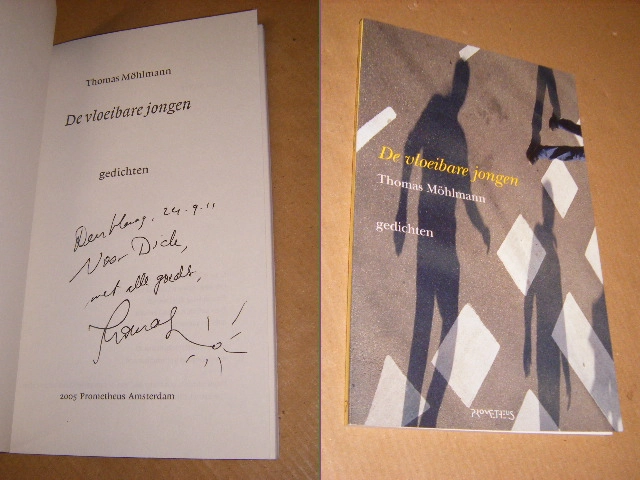 Thomas Möhlmann
De vloeibare jongen
gedichten
Den Haag, 24.9.11
Voor Dick,
met alle goeds,
Thomas
2005 Prometheus Amsterdam
De vloeibare jongen
Thomas Möhlmann
gedichten
PROMETHEUS